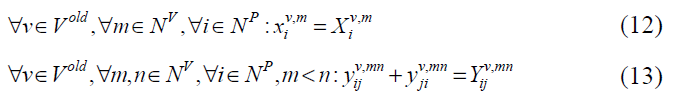 ∀v∈V^{old},∀m∈N^V,∀i∈N^P:x_i^{v,m}=X_i^{v,m} (12)
∀v∈V^{old},∀m,n∈N^V,∀i∈N^P,m<n:y_{ij}^{v,mn}+y_{ji}^{v,mn}=Y_{ij}^{v,mn} (13)